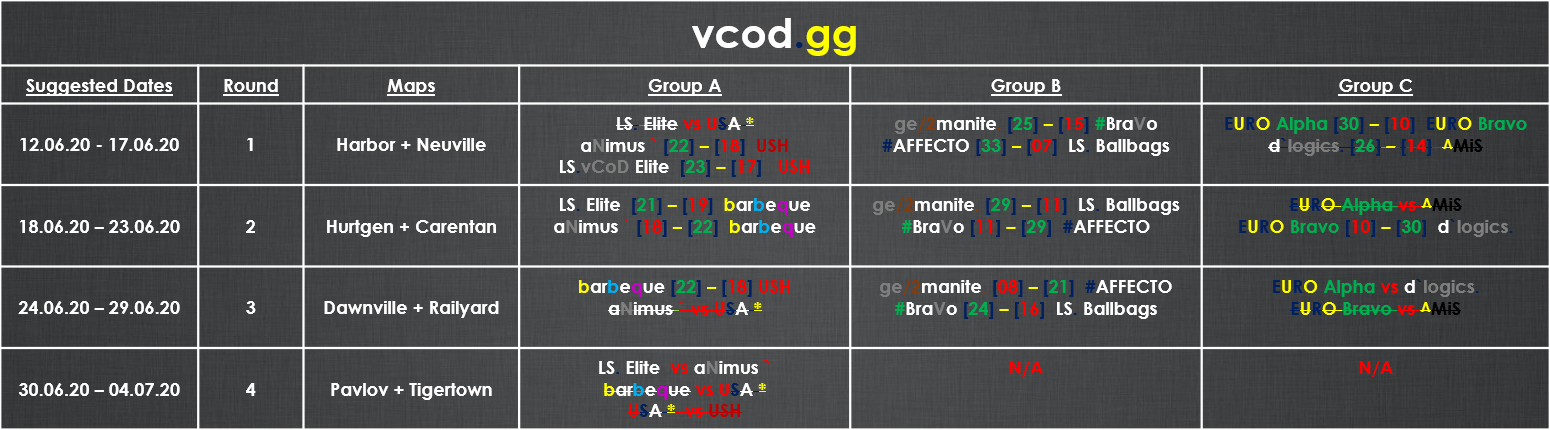 vcod.gg
Suggested Dates Round Maps Group A Group B Group C
12.06.20 - 17.06.20 1 Harbor + Neuville
LS. Elite vs USA *
aNimus ` [22] – [18] USH
LS.vCoD Elite [23] – [17] USH
ge/2manite [25] – [15] #BraVo
#AFFECTO [33] – [07] LS. Ballbags
EURO Alpha [30] – [10] EURO Bravo
d`logics. [26] – [14] ^MiS
18.06.20 – 23.06.20 2 Hurtgen + Carentan
LS. Elite [21] – [19] barbeque
aNimus ` [18] – [22] barbeque
ge/2manite [29] – [11] LS. Ballbags
#BraVo [11] – [29] #AFFECTO
EURO Alpha vs ^MiS
EURO Bravo [10] – [30] d`logics.
24.06.20 – 29.06.20 3 Dawnville + Railyard
barbeque [22] – [18] USH
aNimus ` vs USA *
ge/2manite [08] – [21] #AFFECTO
#BraVo [24] – [16] LS. Ballbags
EURO Alpha vs d`logics.
EURO Bravo vs ^MiS
30.06.20 – 04.07.20 4 Pavlov + Tigertown
LS. Elite vs aNimus `
barbeque vs USA *
USA * vs USH
N/A
N/A